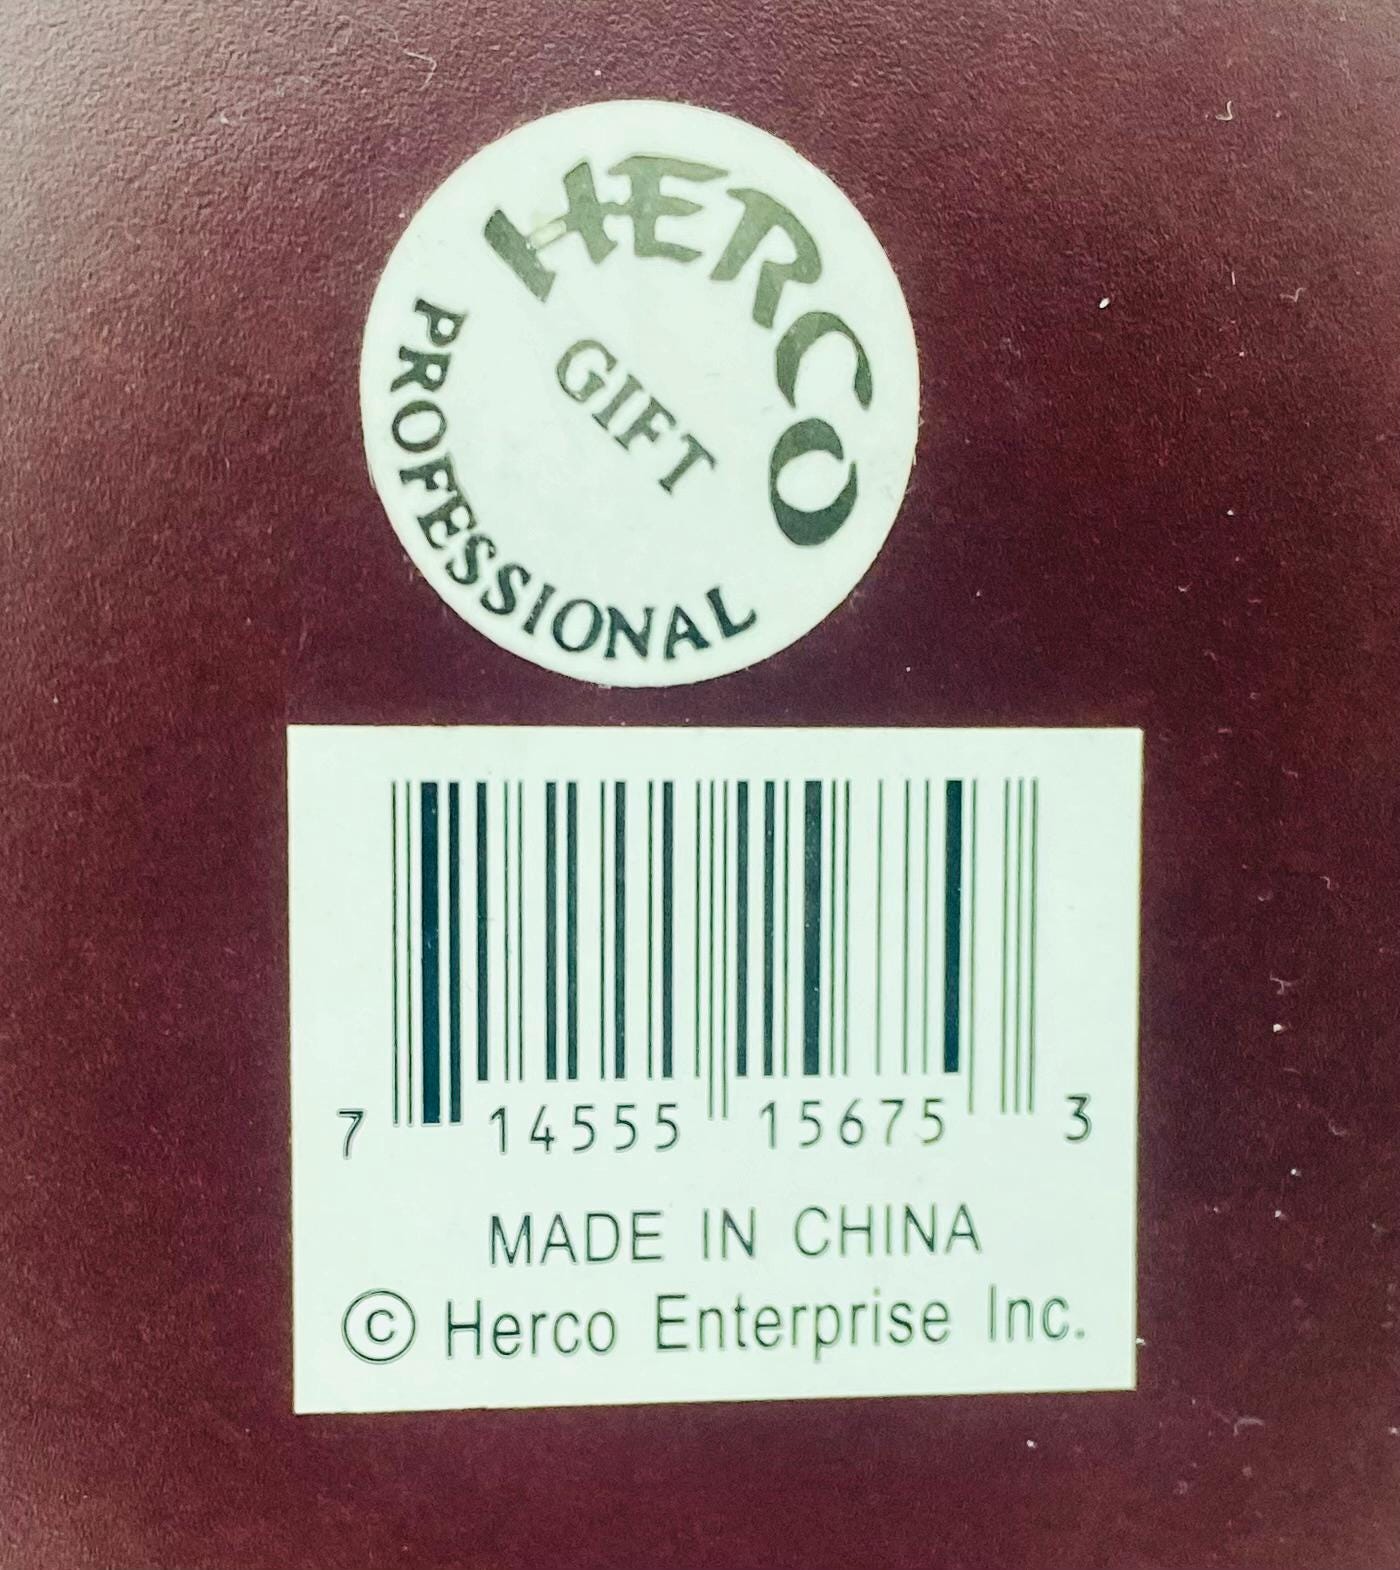 HERCO
GIFT
PROFESSIONAL
7 14555 15675 3
MADE IN CHINA
© Herco Enterprise Inc.